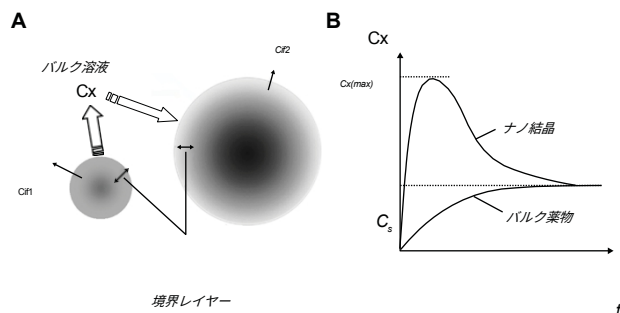 A
Cif2
バルク溶液
Cx
Cif1
境界レイヤー
B
Cx
Cx(max)
ナノ結晶
バルク薬物
Cs
t